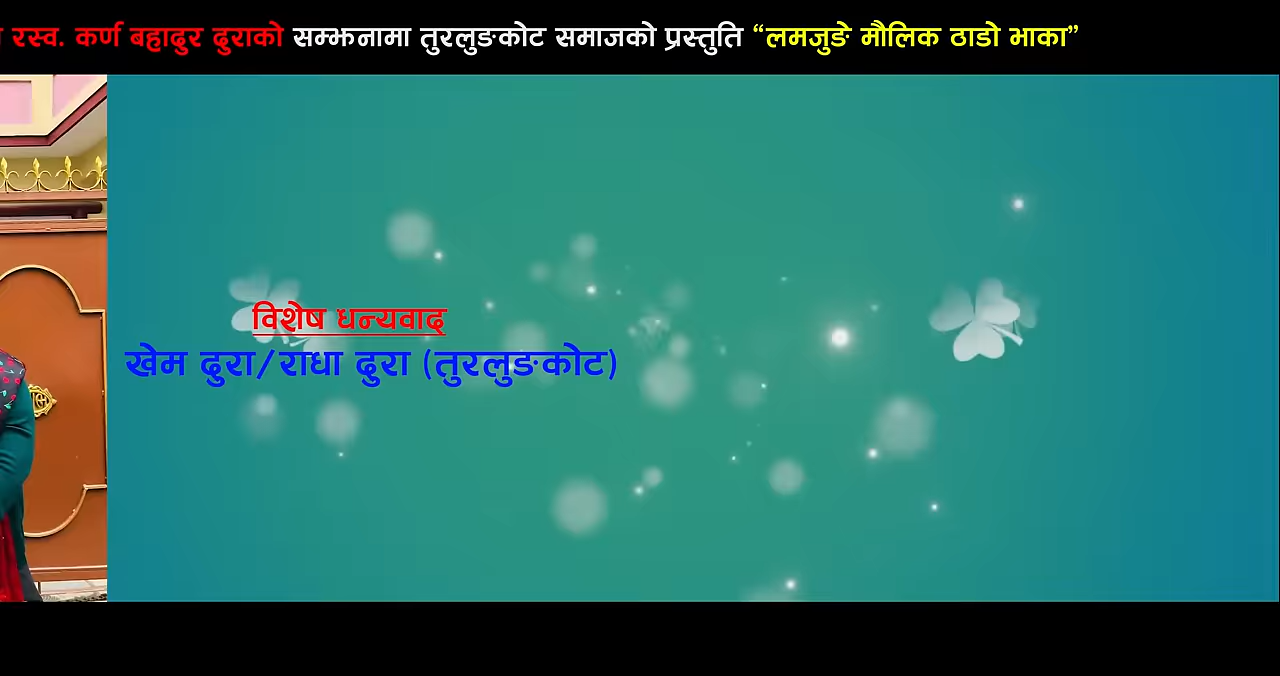 रस्व. कर्ण बहादुर दुराको सम्झनामा तुरलुङकोट समाजको प्रस्तुति “लमजुङे मौलिक ठाडो भाका”
विशेष धन्यवाद्
खेम दुरा/राधा दुरा (तुरलुङकोट)